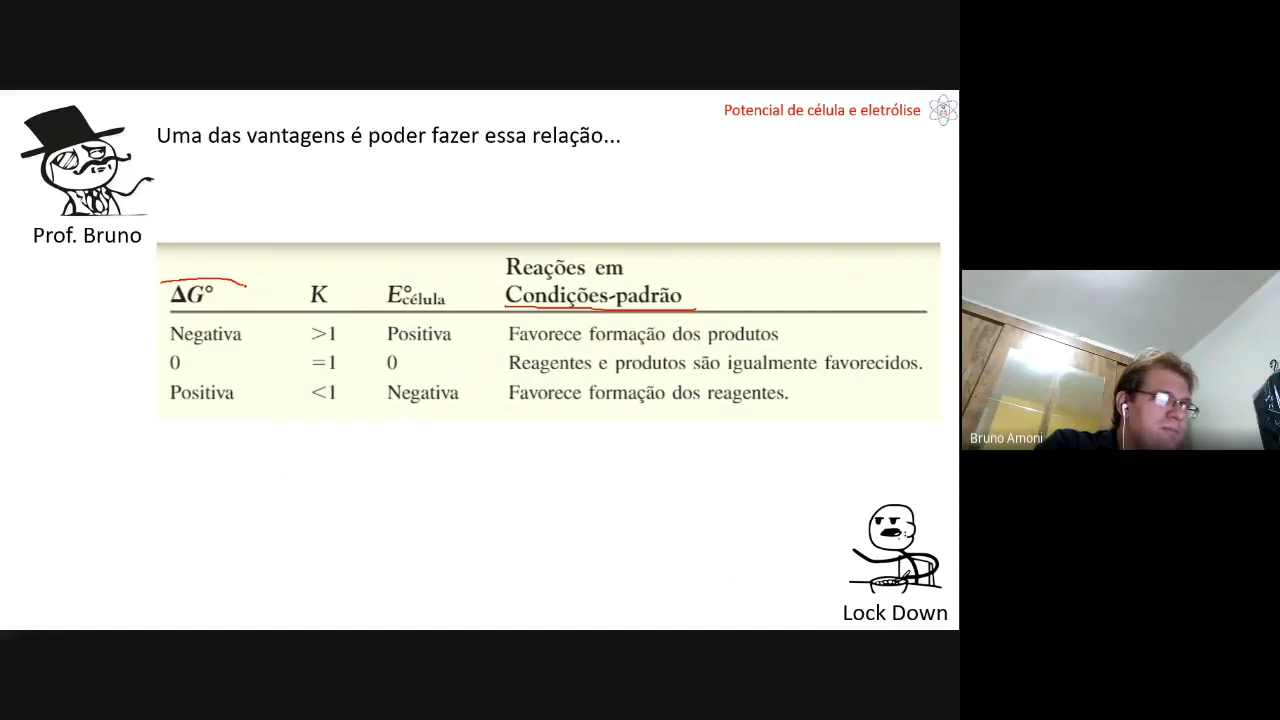 Potencial de célula e eletrólise
Uma das vantagens é poder fazer essa relação...
Prof. Bruno
Reações em
ΔG° K E°célula Condições-padrão
Negativa >1 Positiva Favorece formação dos produtos
0 =1 0 Reagentes e produtos são igualmente favorecidos.
Positiva <1 Negativa Favorece formação dos reagentes.
Bruno Amoni
Lock Down